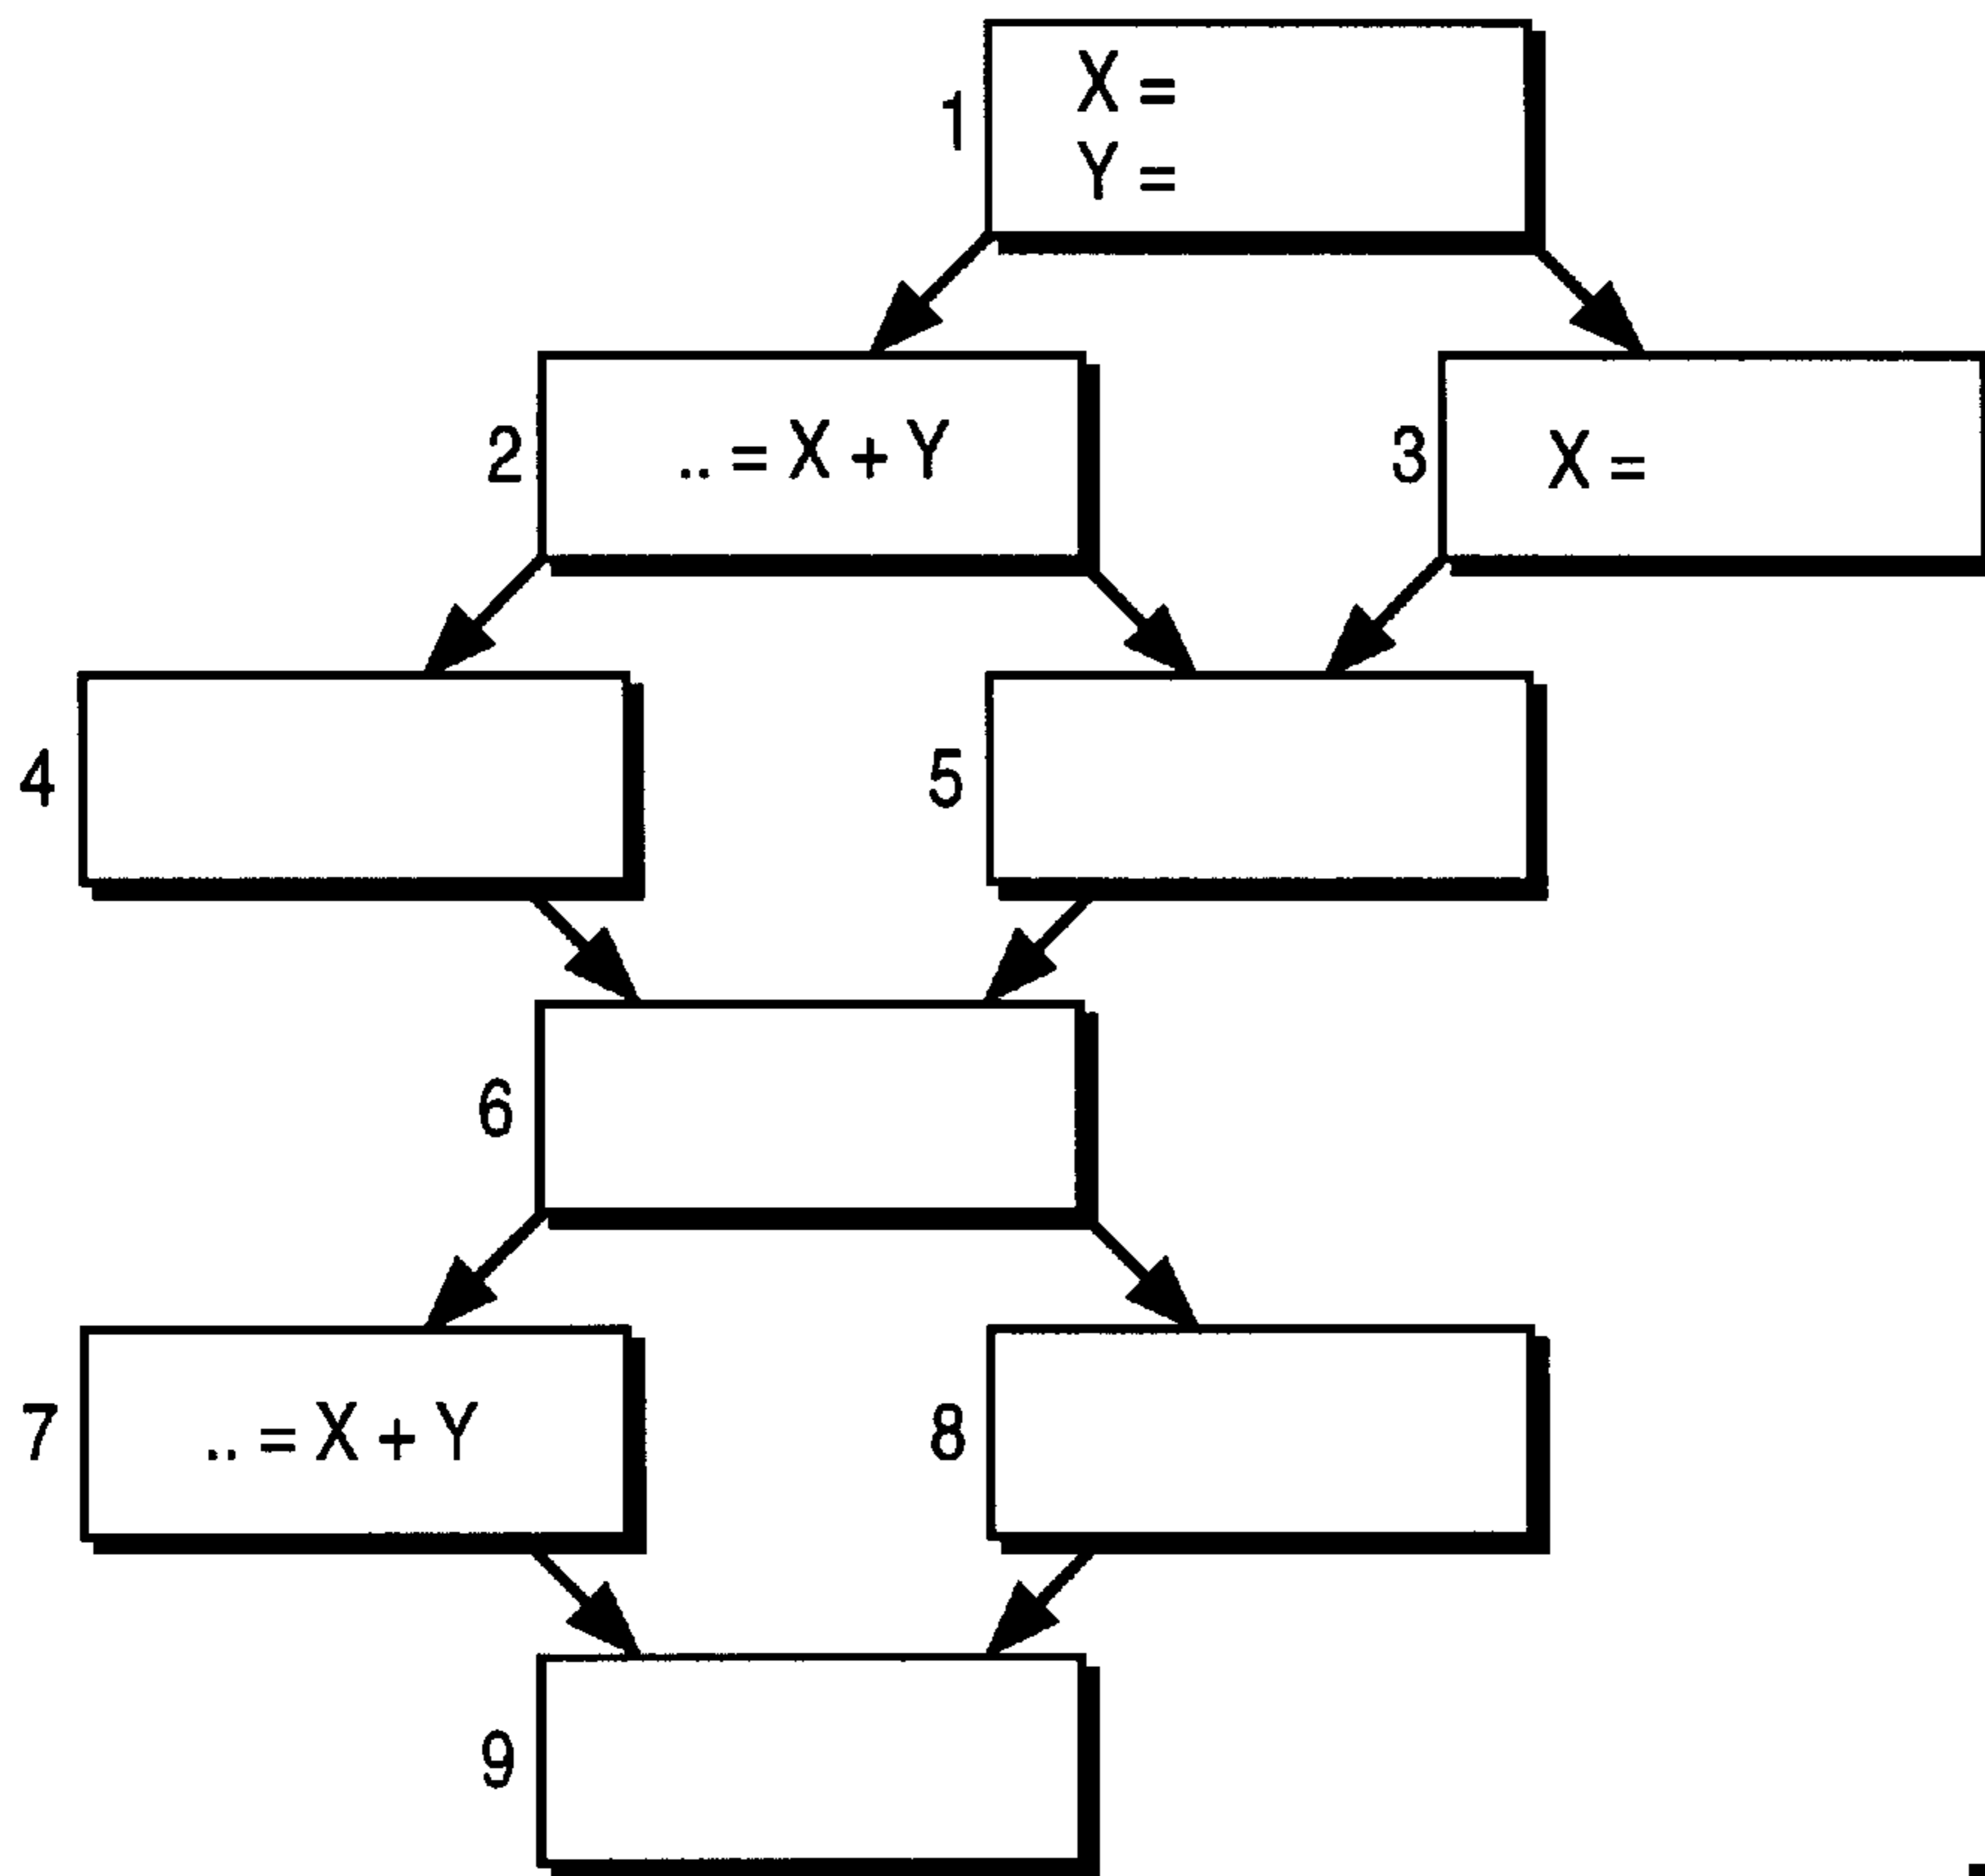 1
X =
Y =
2
.. = X + Y
3
X =
4
5
6
7
.. = X + Y
8
9